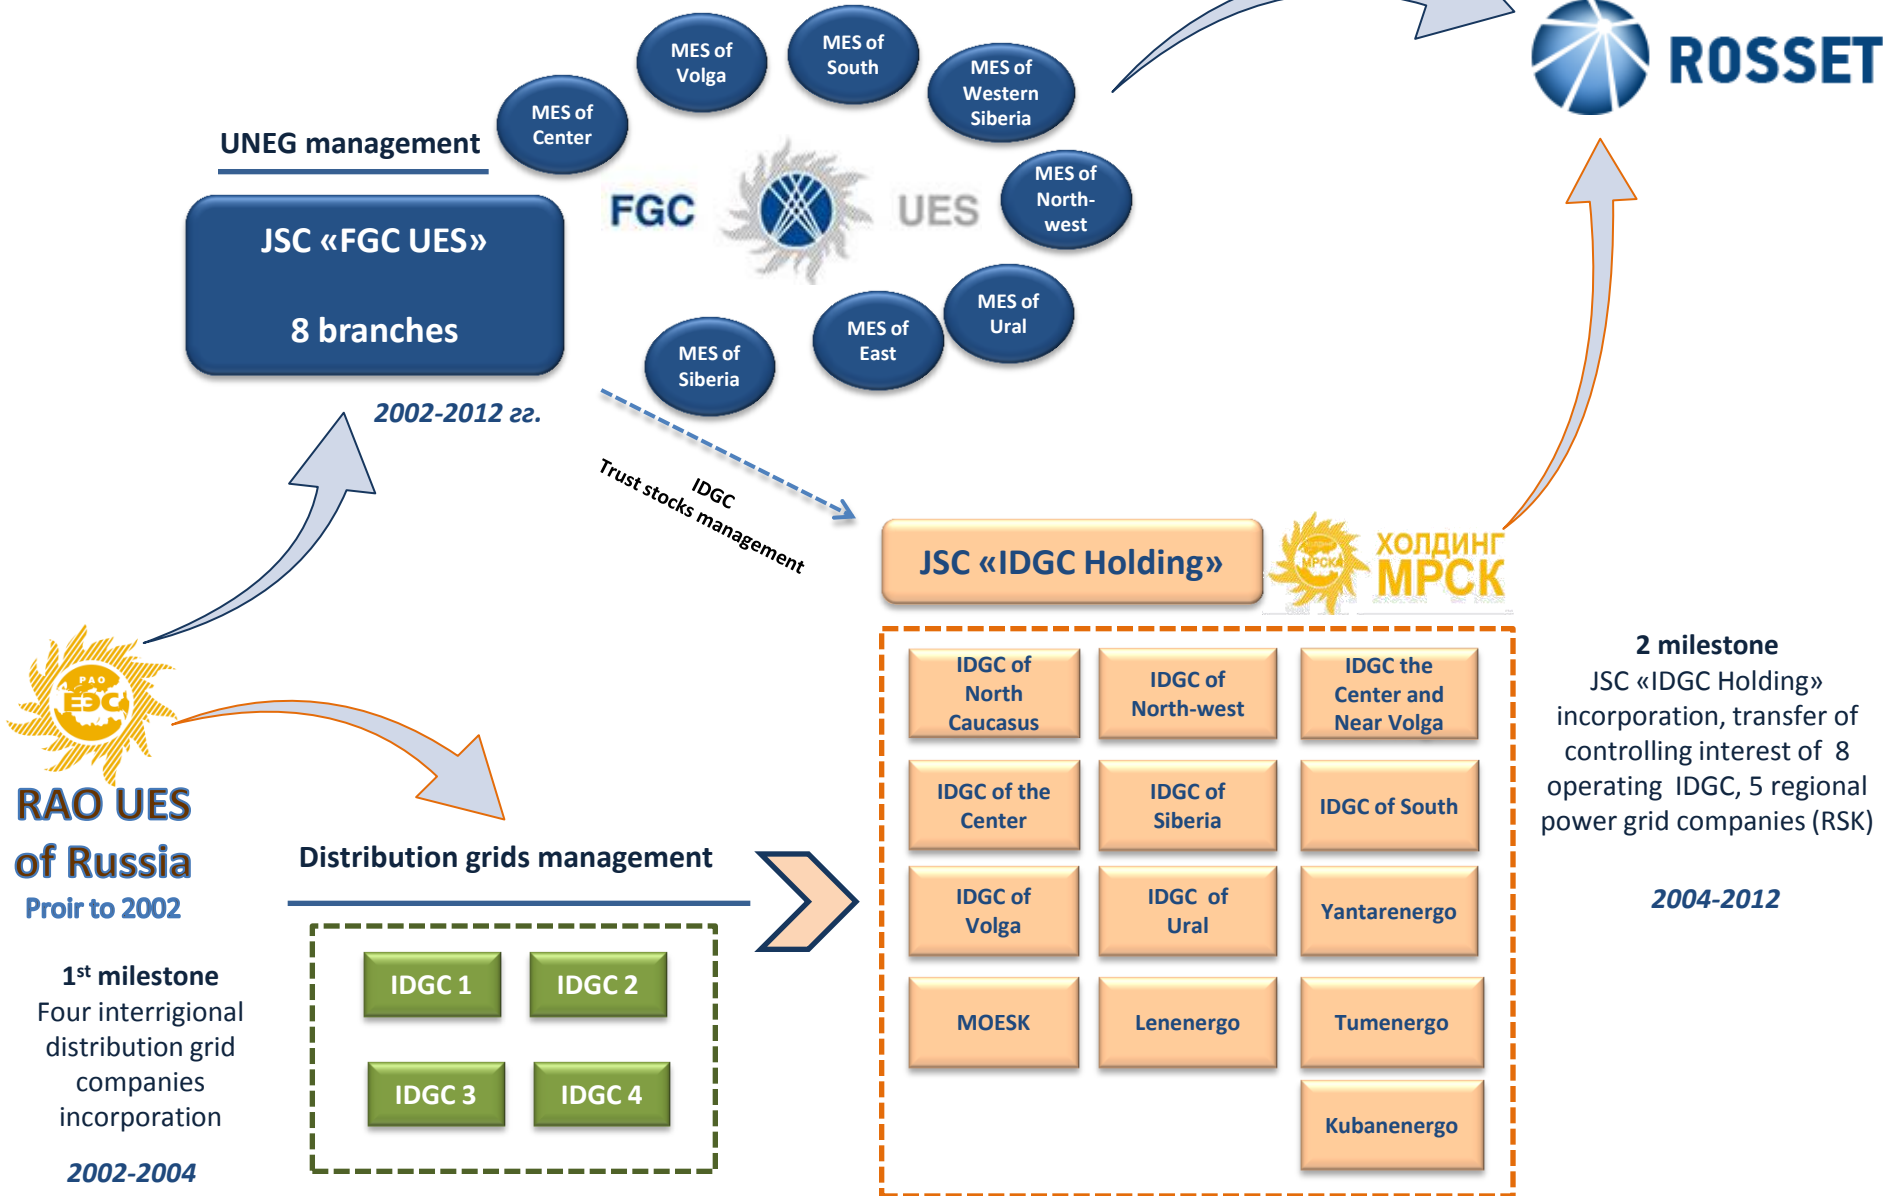 MES of
Volga
MES of
South
MES of
Western
Siberia
MES of
Center
MES of
North-
west
MES of
Ural
MES of
East
MES of
Siberia
ROSSET
UNEG management
FGC
UES
JSC «FGC UES»
8 branches
2002-2012 гг.
IDGC
Trust stocks management
JSC «IDGC Holding»
МРСК
ХОЛДИНГ
МРСК
РАО
ЕЭС
RAO UES
of Russia
Proir to 2002
1st milestone
Four interrigional
distribution grid
companies
incorporation
2002-2004
Distribution grids management
IDGC 1
IDGC 2
IDGC 3
IDGC 4
IDGC of
North
Caucasus
IDGC of
North-west
IDGC the
Center and
Near Volga
IDGC of the
Center
IDGC of
Siberia
IDGC of South
IDGC of
Volga
IDGC of
Ural
Yantarenergo
MOESK
Lenenergo
Tumenergo
Kubanenergo
2 milestone
JSC «IDGC Holding»
incorporation, transfer of
controlling interest of 8
operating IDGC, 5 regional
power grid companies (RSK)
2004-2012